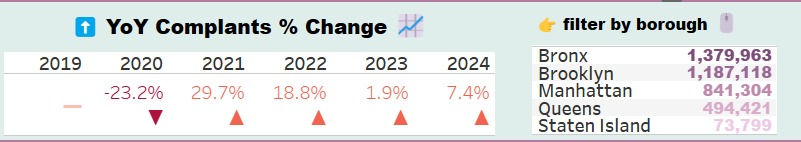 YoY Complants % Change
2019 2020 2021 2022 2023 2024
-23.2% 29.7% 18.8% 1.9% 7.4%
filter by borough
Bronx 1,379,963
Brooklyn 1,187,118
Manhattan 841,304
Queens 494,421
Staten Island 73,799